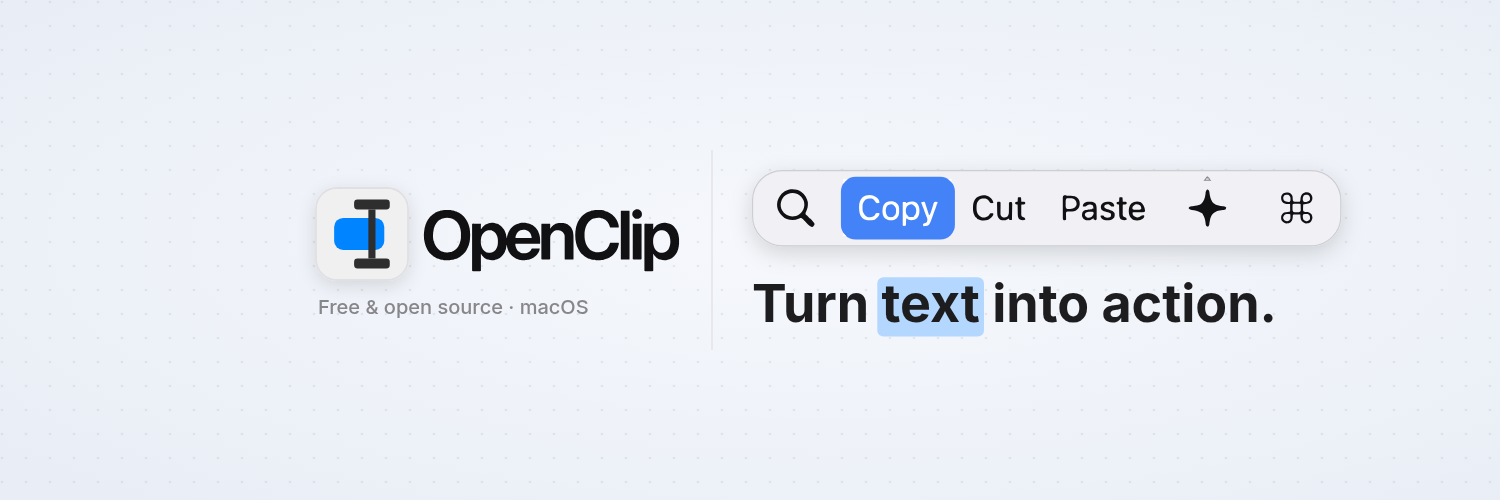 OpenClip
Free & open source · macOS
Copy Cut Paste ⌘
Turn text into action.